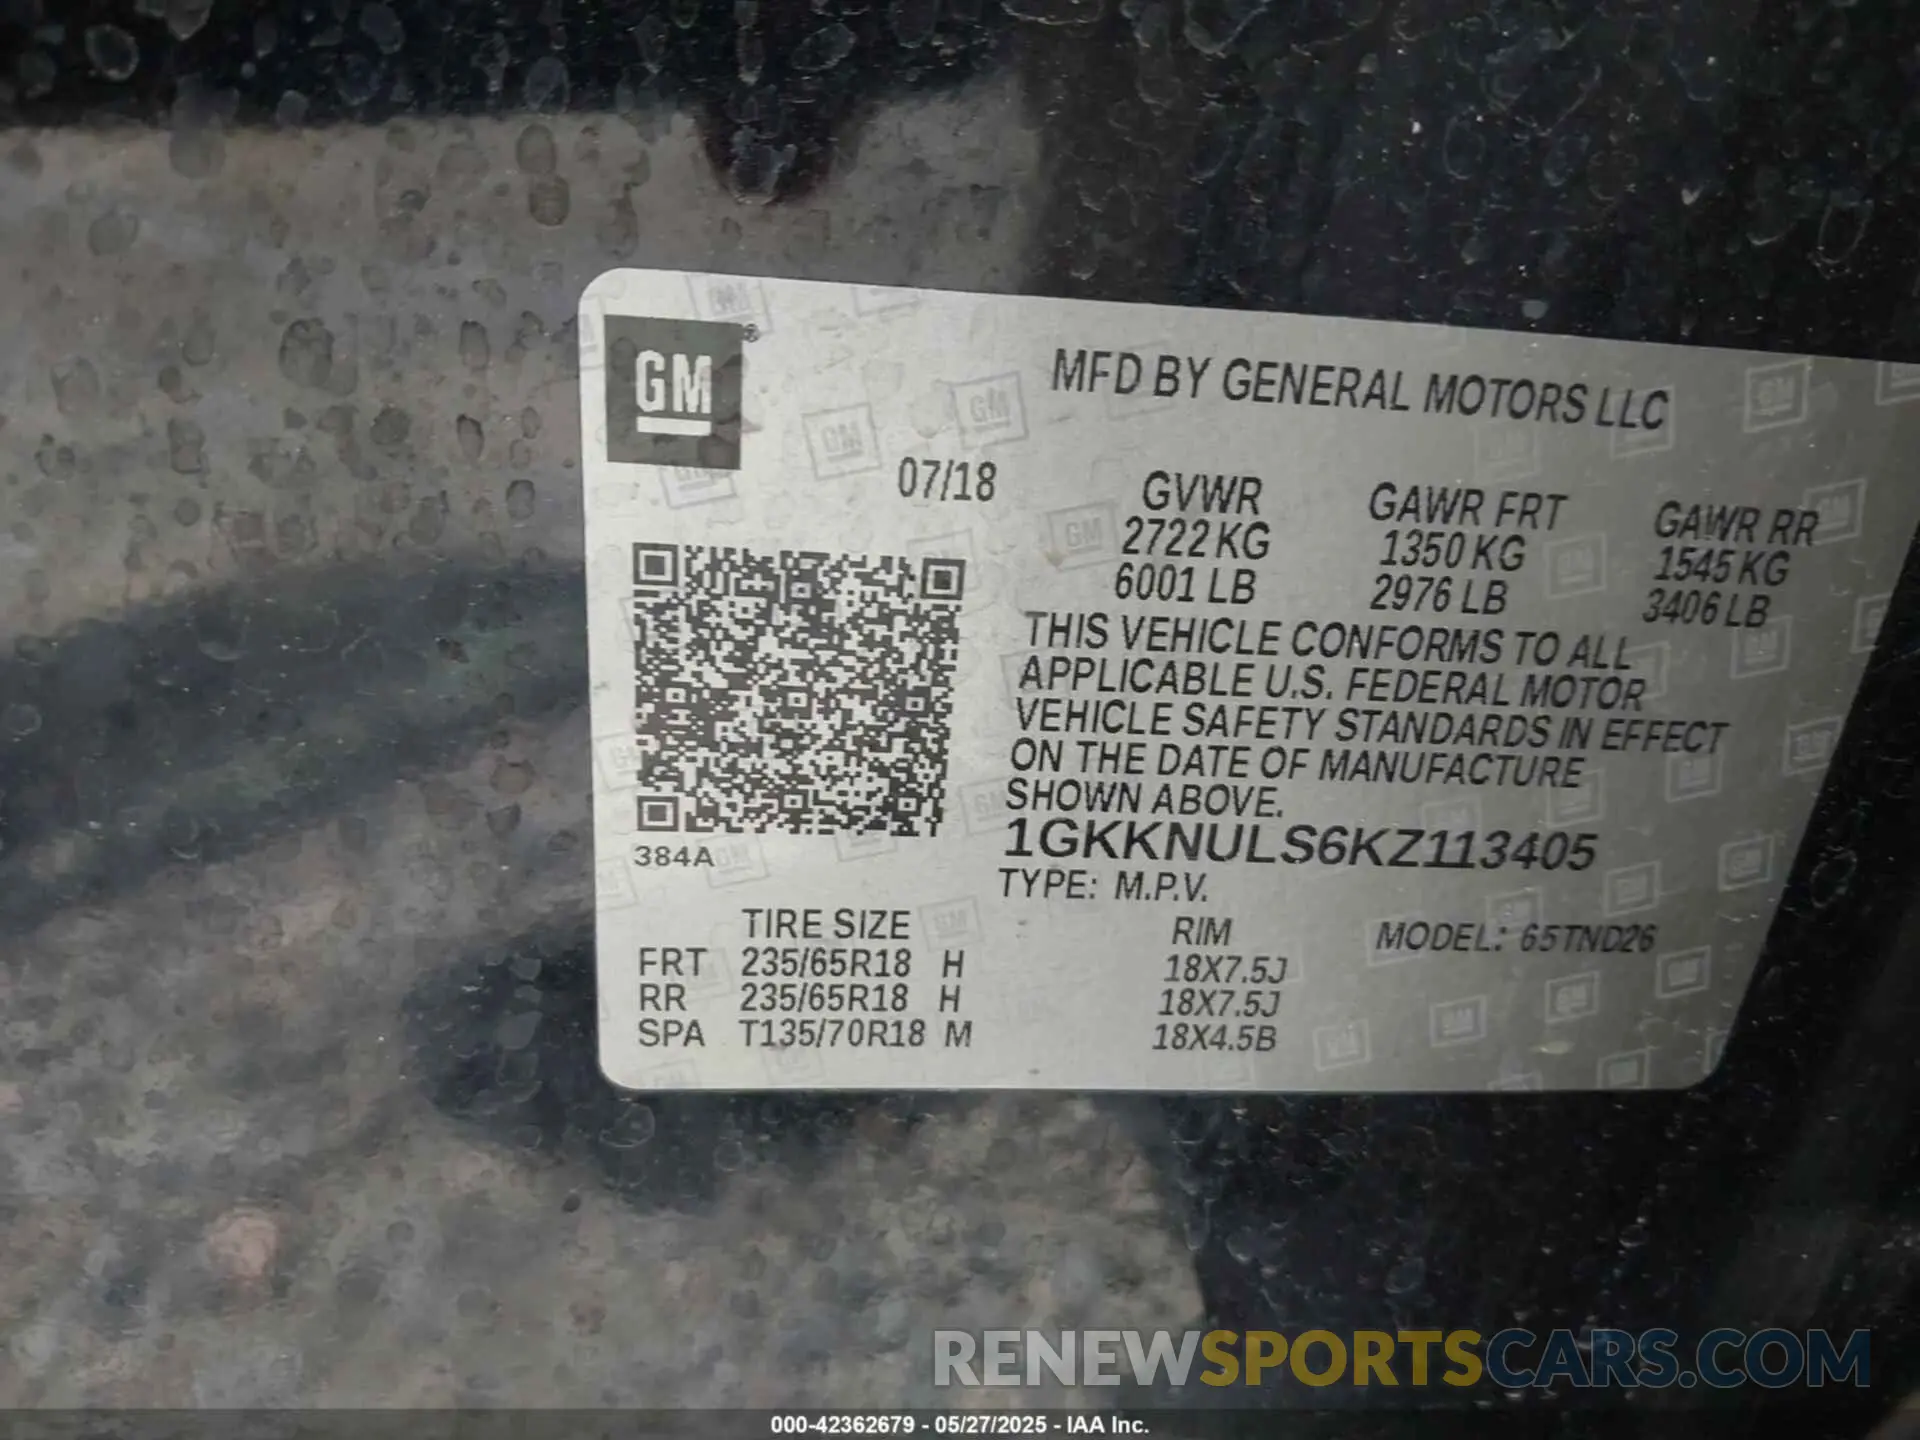 GM®
MFD BY GENERAL MOTORS LLC
07/18
GVWR GAWR FRT GAWR RR
2722 KG 1350 KG 1545 KG
6001 LB 2976 LB 3406 LB
THIS VEHICLE CONFORMS TO ALL
APPLICABLE U.S. FEDERAL MOTOR
VEHICLE SAFETY STANDARDS IN EFFECT
ON THE DATE OF MANUFACTURE
SHOWN ABOVE.
384A
1GKKNULS6KZ113405
TYPE: M.P.V.
TIRE SIZE RIM MODEL: 65TND26
FRT 235/65R18 H 18X7.5J
RR 235/65R18 H 18X7.5J
SPA T135/70R18 M 18X4.5B
RENEWSPORTSCARS.COM
000-42362679 - 05/27/2025 - IAA Inc.